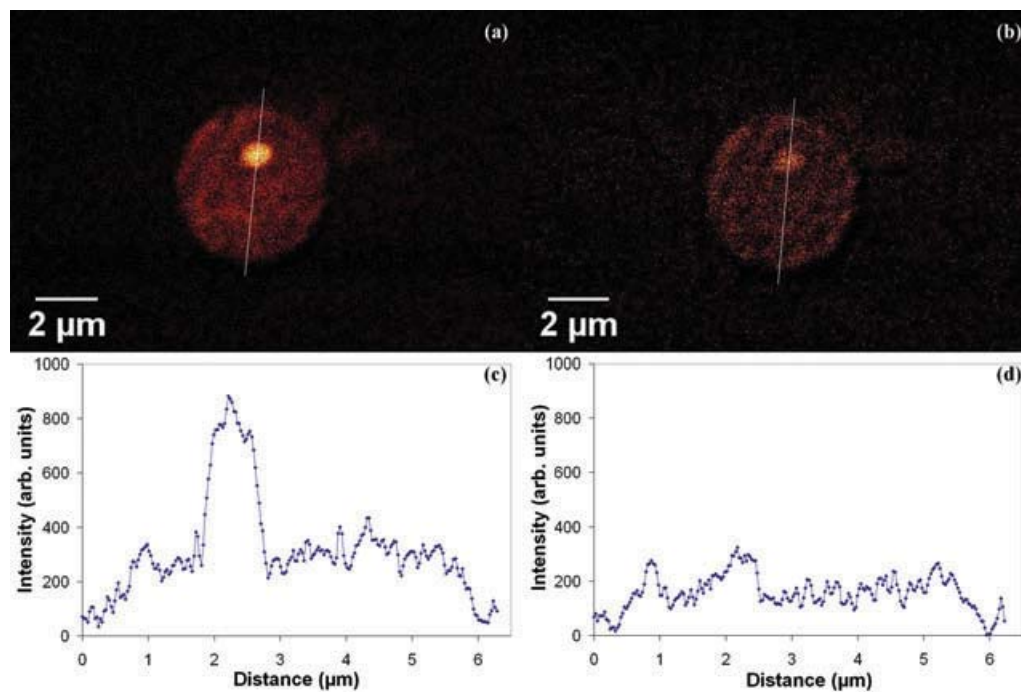 (a)
(b)
2 μm
2 μm
(c)
Intensity (arb. units)
1000
800
600
400
200
0
0 1 2 3 4 5 6
Distance (μm)
(d)
Intensity (arb. units)
1000
800
600
400
200
0
0 1 2 3 4 5 6
Distance (μm)